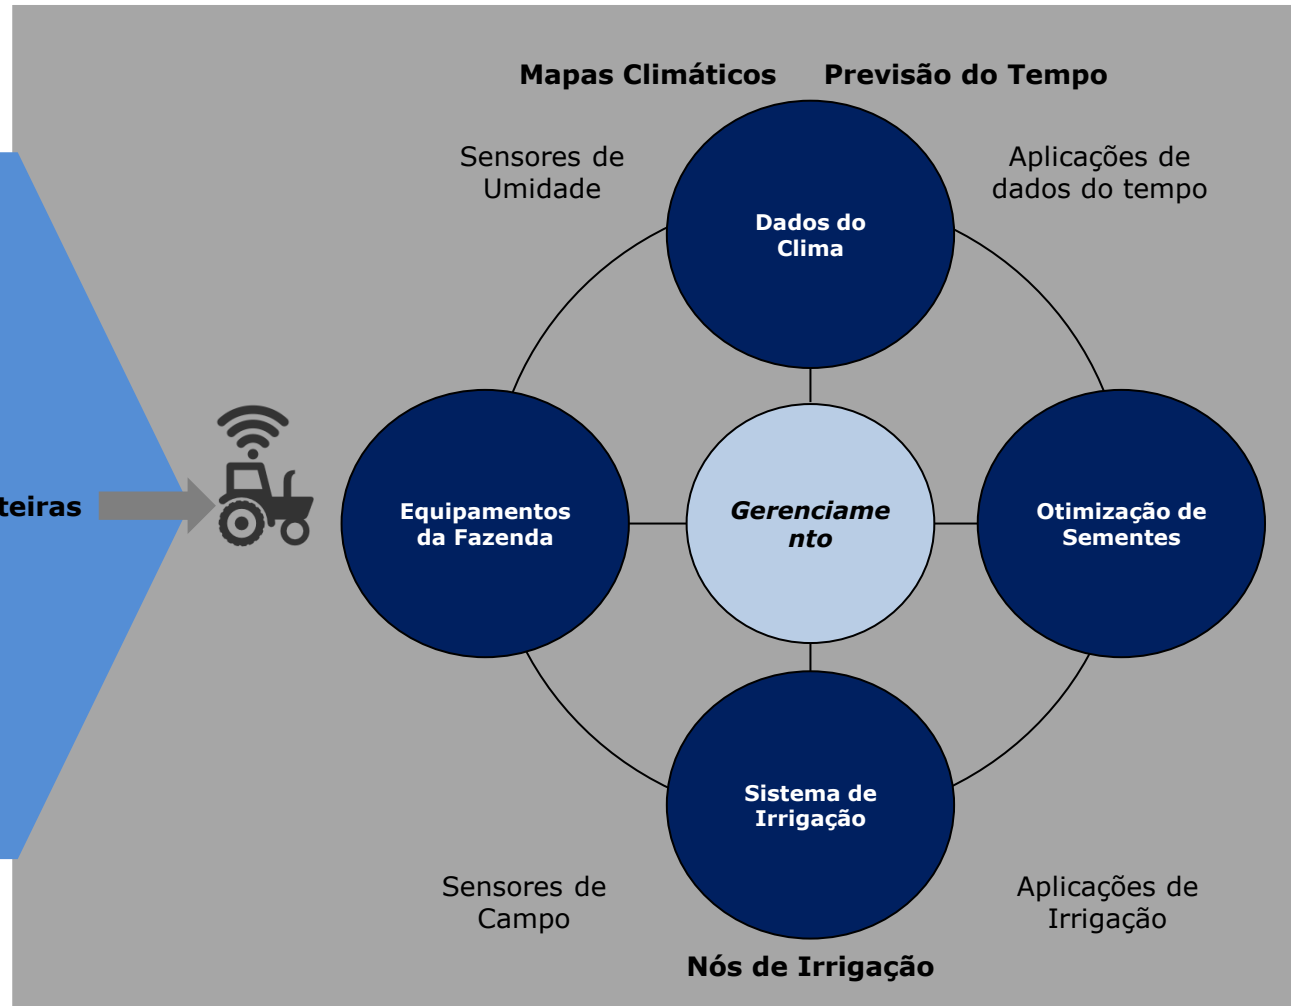 Mapas Climáticos
Previsão do Tempo
Sensores de
Umidade
Aplicações de
dados do tempo
Dados do
Clima
teiras
Equipamentos
da Fazenda
Gerenciame
nto
Otimização de
Sementes
Sistema de
Irrigação
Sensores de
Campo
Aplicações de
Irrigação
Nós de Irrigação